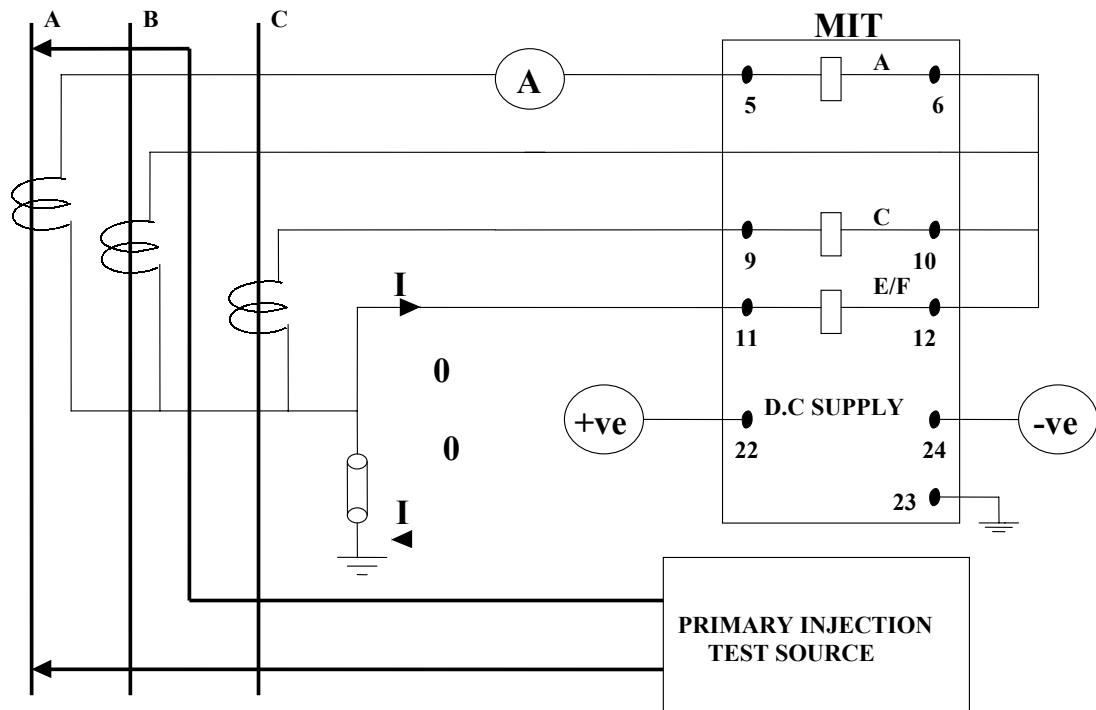 A B C
MIT
A
A
5 6
C
9 10
E/F
I
11 12
0
D.C SUPPLY
+ve -ve
0
22 24
I
23
PRIMARY INJECTION
TEST SOURCE